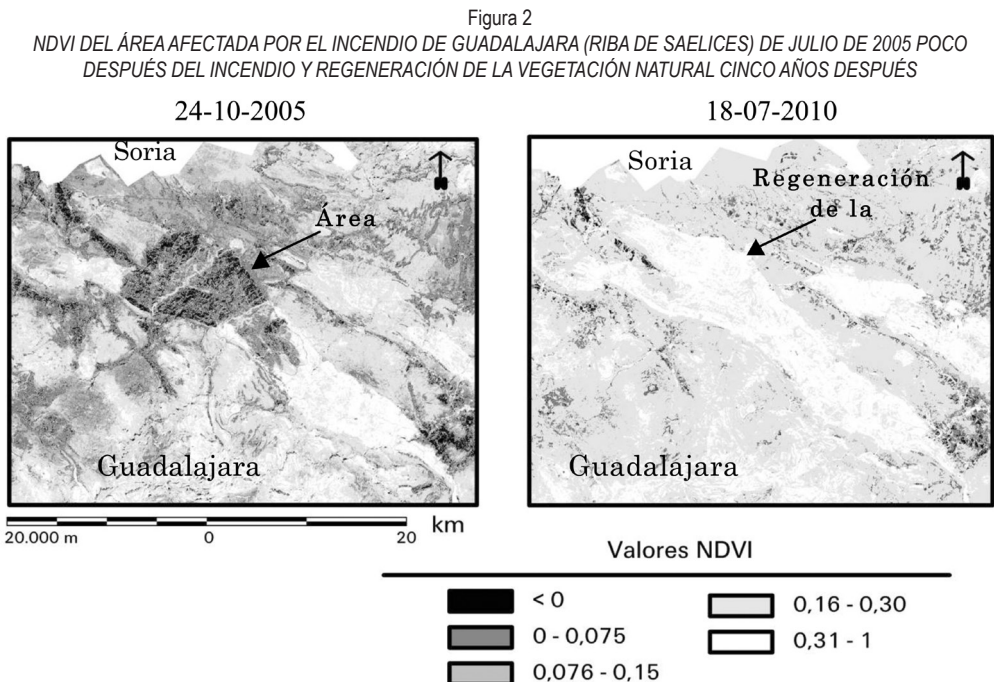 Figura 2
NDVI DEL ÁREA AFECTADA POR EL INCENDIO DE GUADALAJARA (RIBA DE SAELICES) DE JULIO DE 2005 POCO
DESPUÉS DEL INCENDIO Y REGENERACIÓN DE LA VEGETACIÓN NATURAL CINCO AÑOS DESPUÉS
24-10-2005
18-07-2010
Soria
Área
Guadalajara
Soria
Regeneración
de la
Guadalajara
km
20.000 m 0 20
Valores NDVI
< 0
0 - 0,075
0,076 - 0,15
0,16 - 0,30
0,31 - 1